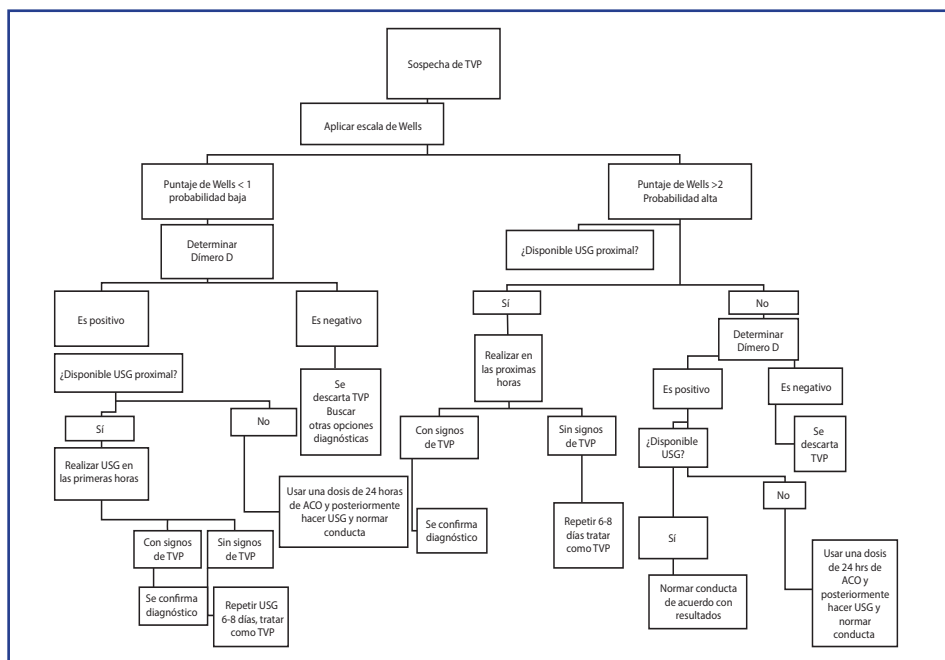 Sospecha de TVP
Aplicar escala de Wells
Puntaje de Wells < 1
probabilidad baja
Puntaje de Wells >2
Probabilidad alta
Determinar
Dímero D
¿Disponible USG proximal?
Es positivo
Es negativo
Sí
No
Determinar
Dímero D
Realizar en
las proximas
horas
¿Disponible USG proximal?
Se
descarta TVP
Buscar
otras opciones
diagnósticas
Es positivo
Es negativo
Sí
No
Con signos
de TVP
Sin signos
de TVP
¿Disponible
USG?
Se
descarta
TVP
Realizar USG en
las primeras horas
Usar una dosis de 24 horas
de ACO y posteriormente
hacer USG y normar
conducta
No
Con signos
de TVP
Sin signos
de TVP
Se confirma
diagnóstico
Repetir 6-8
días tratar
como TVP
Sí
Se confirma
diagnóstico
Repetir USG
6-8 días, tratar
como TVP
Normar conducta
de acuerdo con
resultados
Usar una dosis
de 24 hrs de
ACO y
posteriormente
hacer USG y
normar
conducta